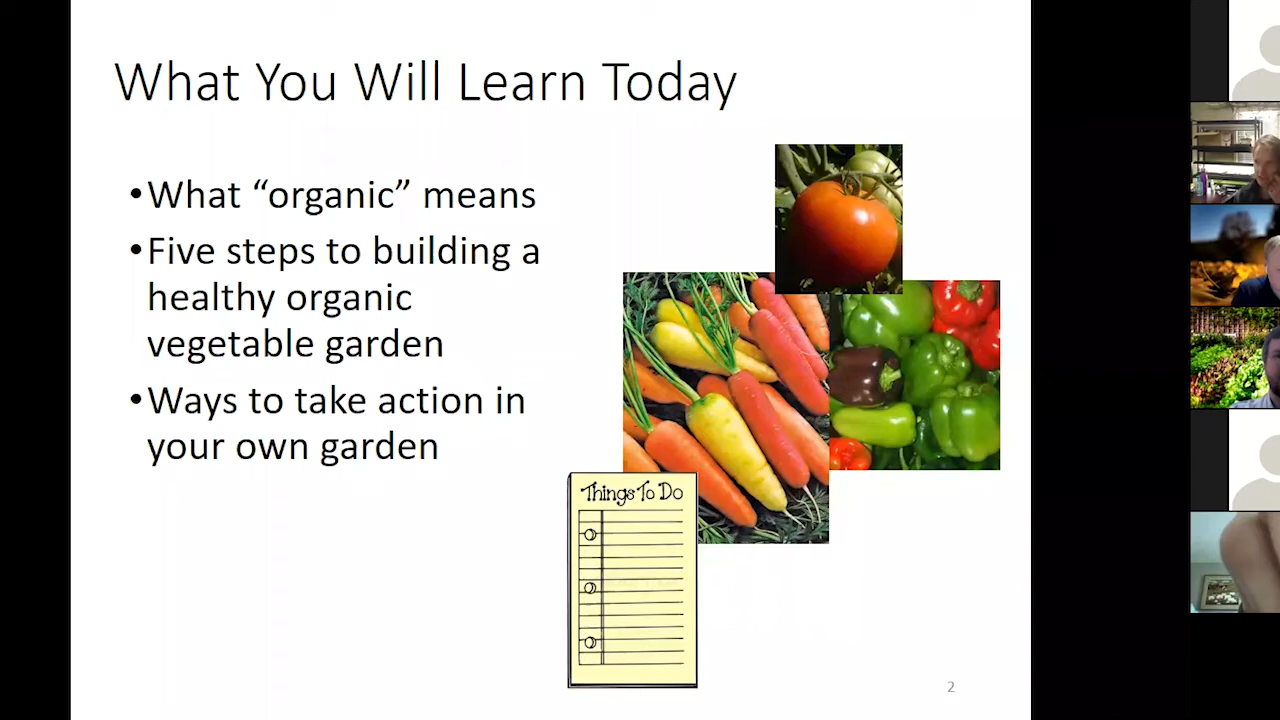 What You Will Learn Today
•What “organic” means
•Five steps to building a
healthy organic
vegetable garden
•Ways to take action in
your own garden
Things To Do
2